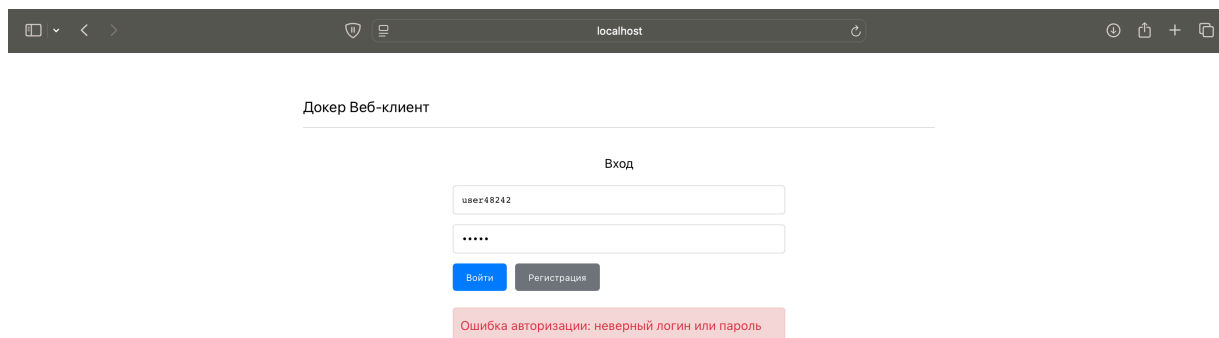 localhost
Докер Веб-клиент
Вход
user48242
•••••
Войти Регистрация
Ошибка авторизации: неверный логин или пароль